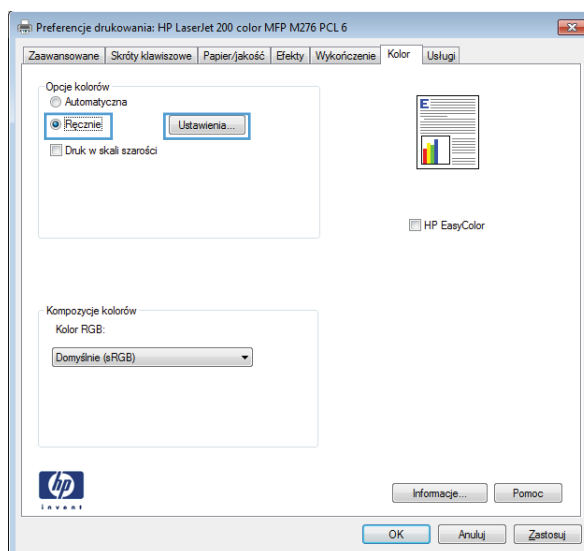 Preferencje drukowania: HP LaserJet 200 color MFP M276 PCL 6
Zaawansowane Skróty klawiszowe Papier/jakość Efekty Wykończenie Kolor Usługi
Opcje kolorów
Automatyczna
Ręcznie Ustawienia...
Druk w skali szarości
E
HP EasyColor
Kompozycje kolorów
Kolor RGB:
Domyślnie (sRGB)
hp
invent
Informacje... Pomoc
OK Anuluj Zastosuj